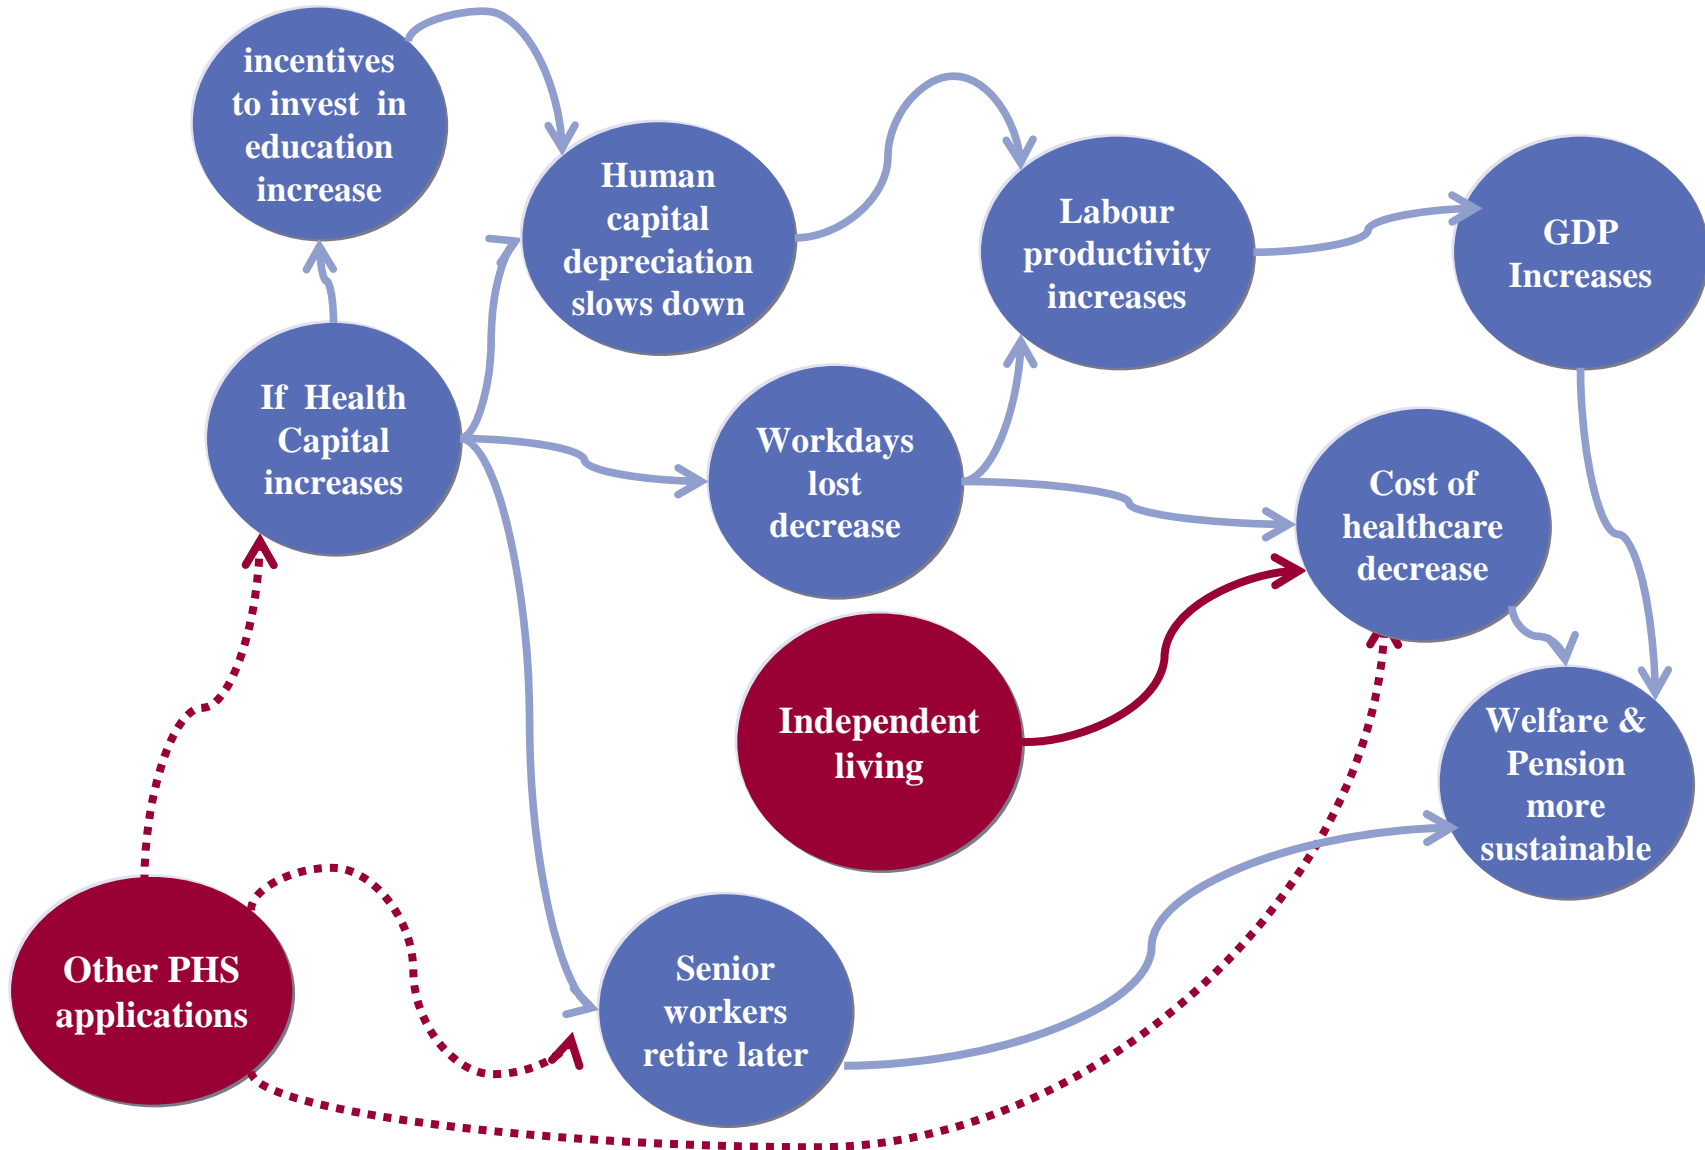 incentives
to invest in
education
increase
Human
capital
depreciation
slows down
Labour
productivity
increases
GDP
Increases
If Health
Capital
increases
Workdays
lost
decrease
Cost of
healthcare
decrease
Independent
living
Welfare &
Pension
more
sustainable
Other PHS
applications
Senior
workers
retire later